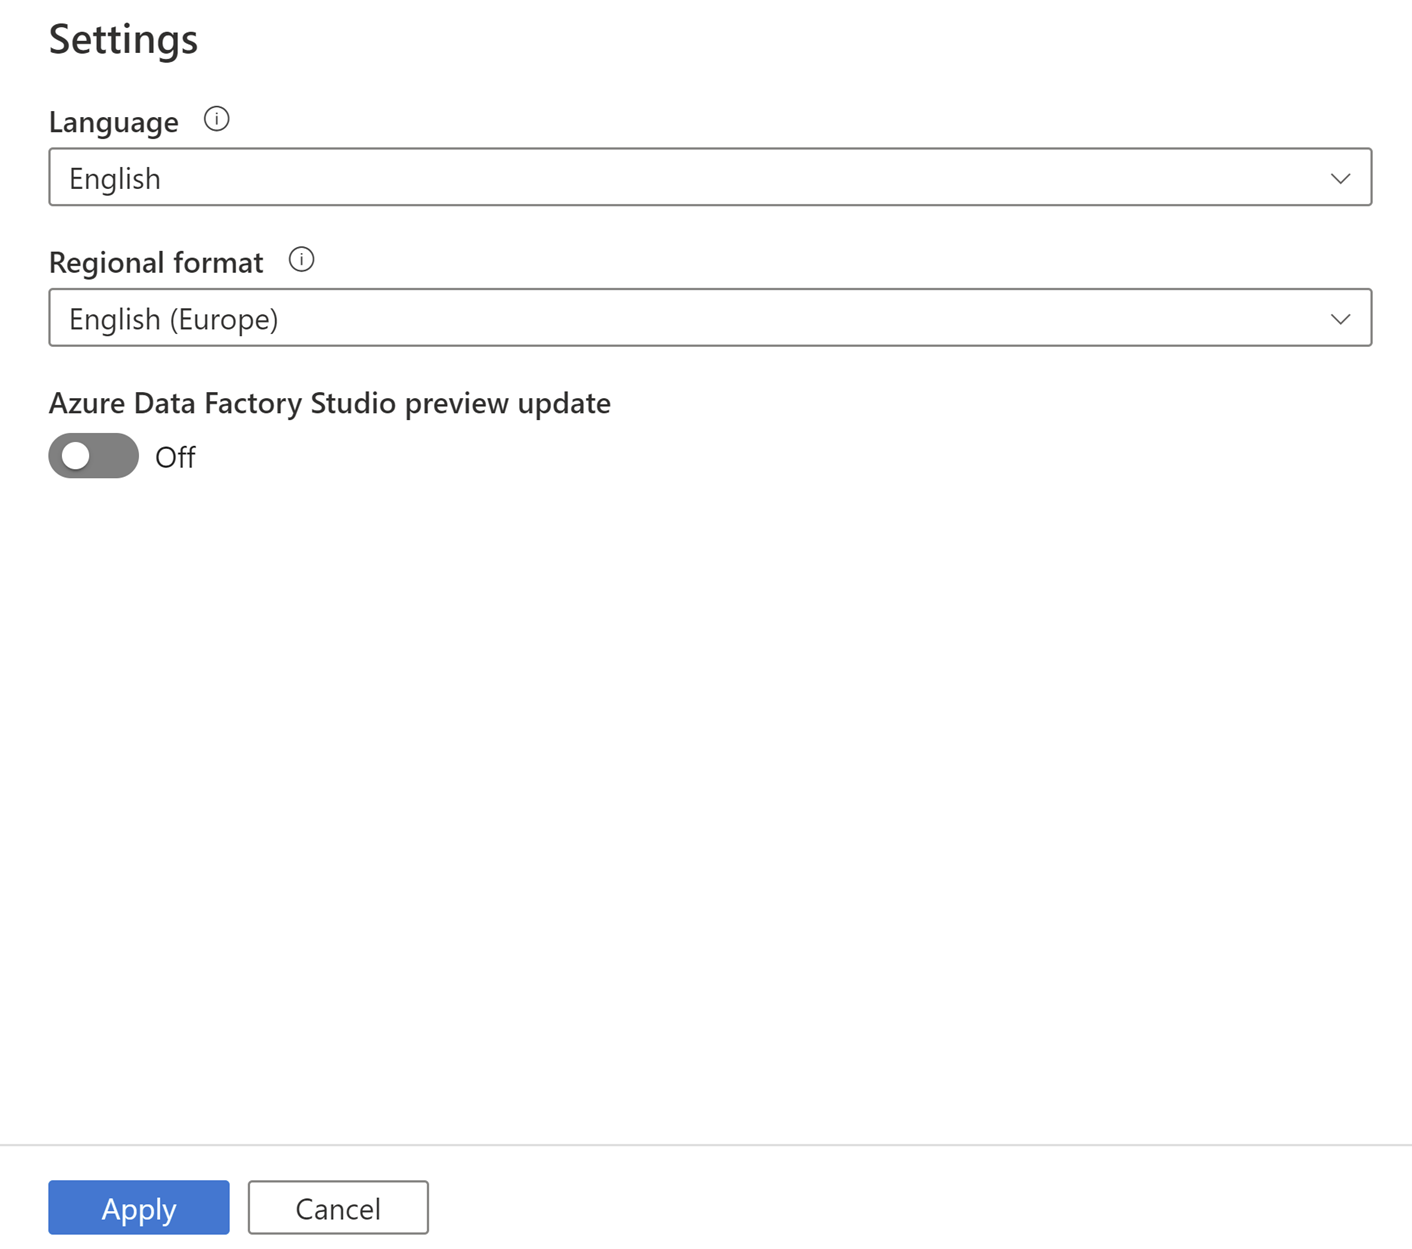 Settings
Language
English
Regional format
English (Europe)
Azure Data Factory Studio preview update
Off
Apply Cancel